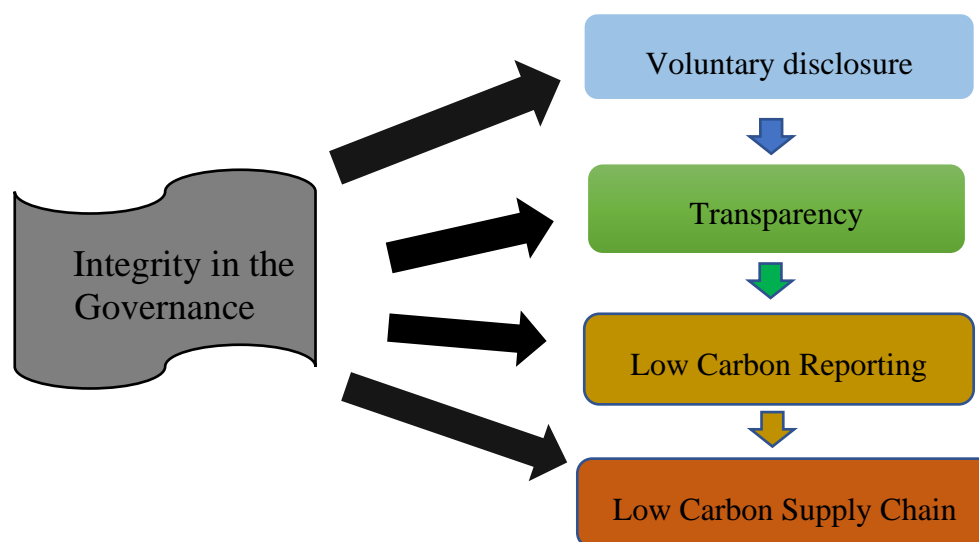 Voluntary disclosure
Transparency
Integrity in the
Governance
Low Carbon Reporting
Low Carbon Supply Chain